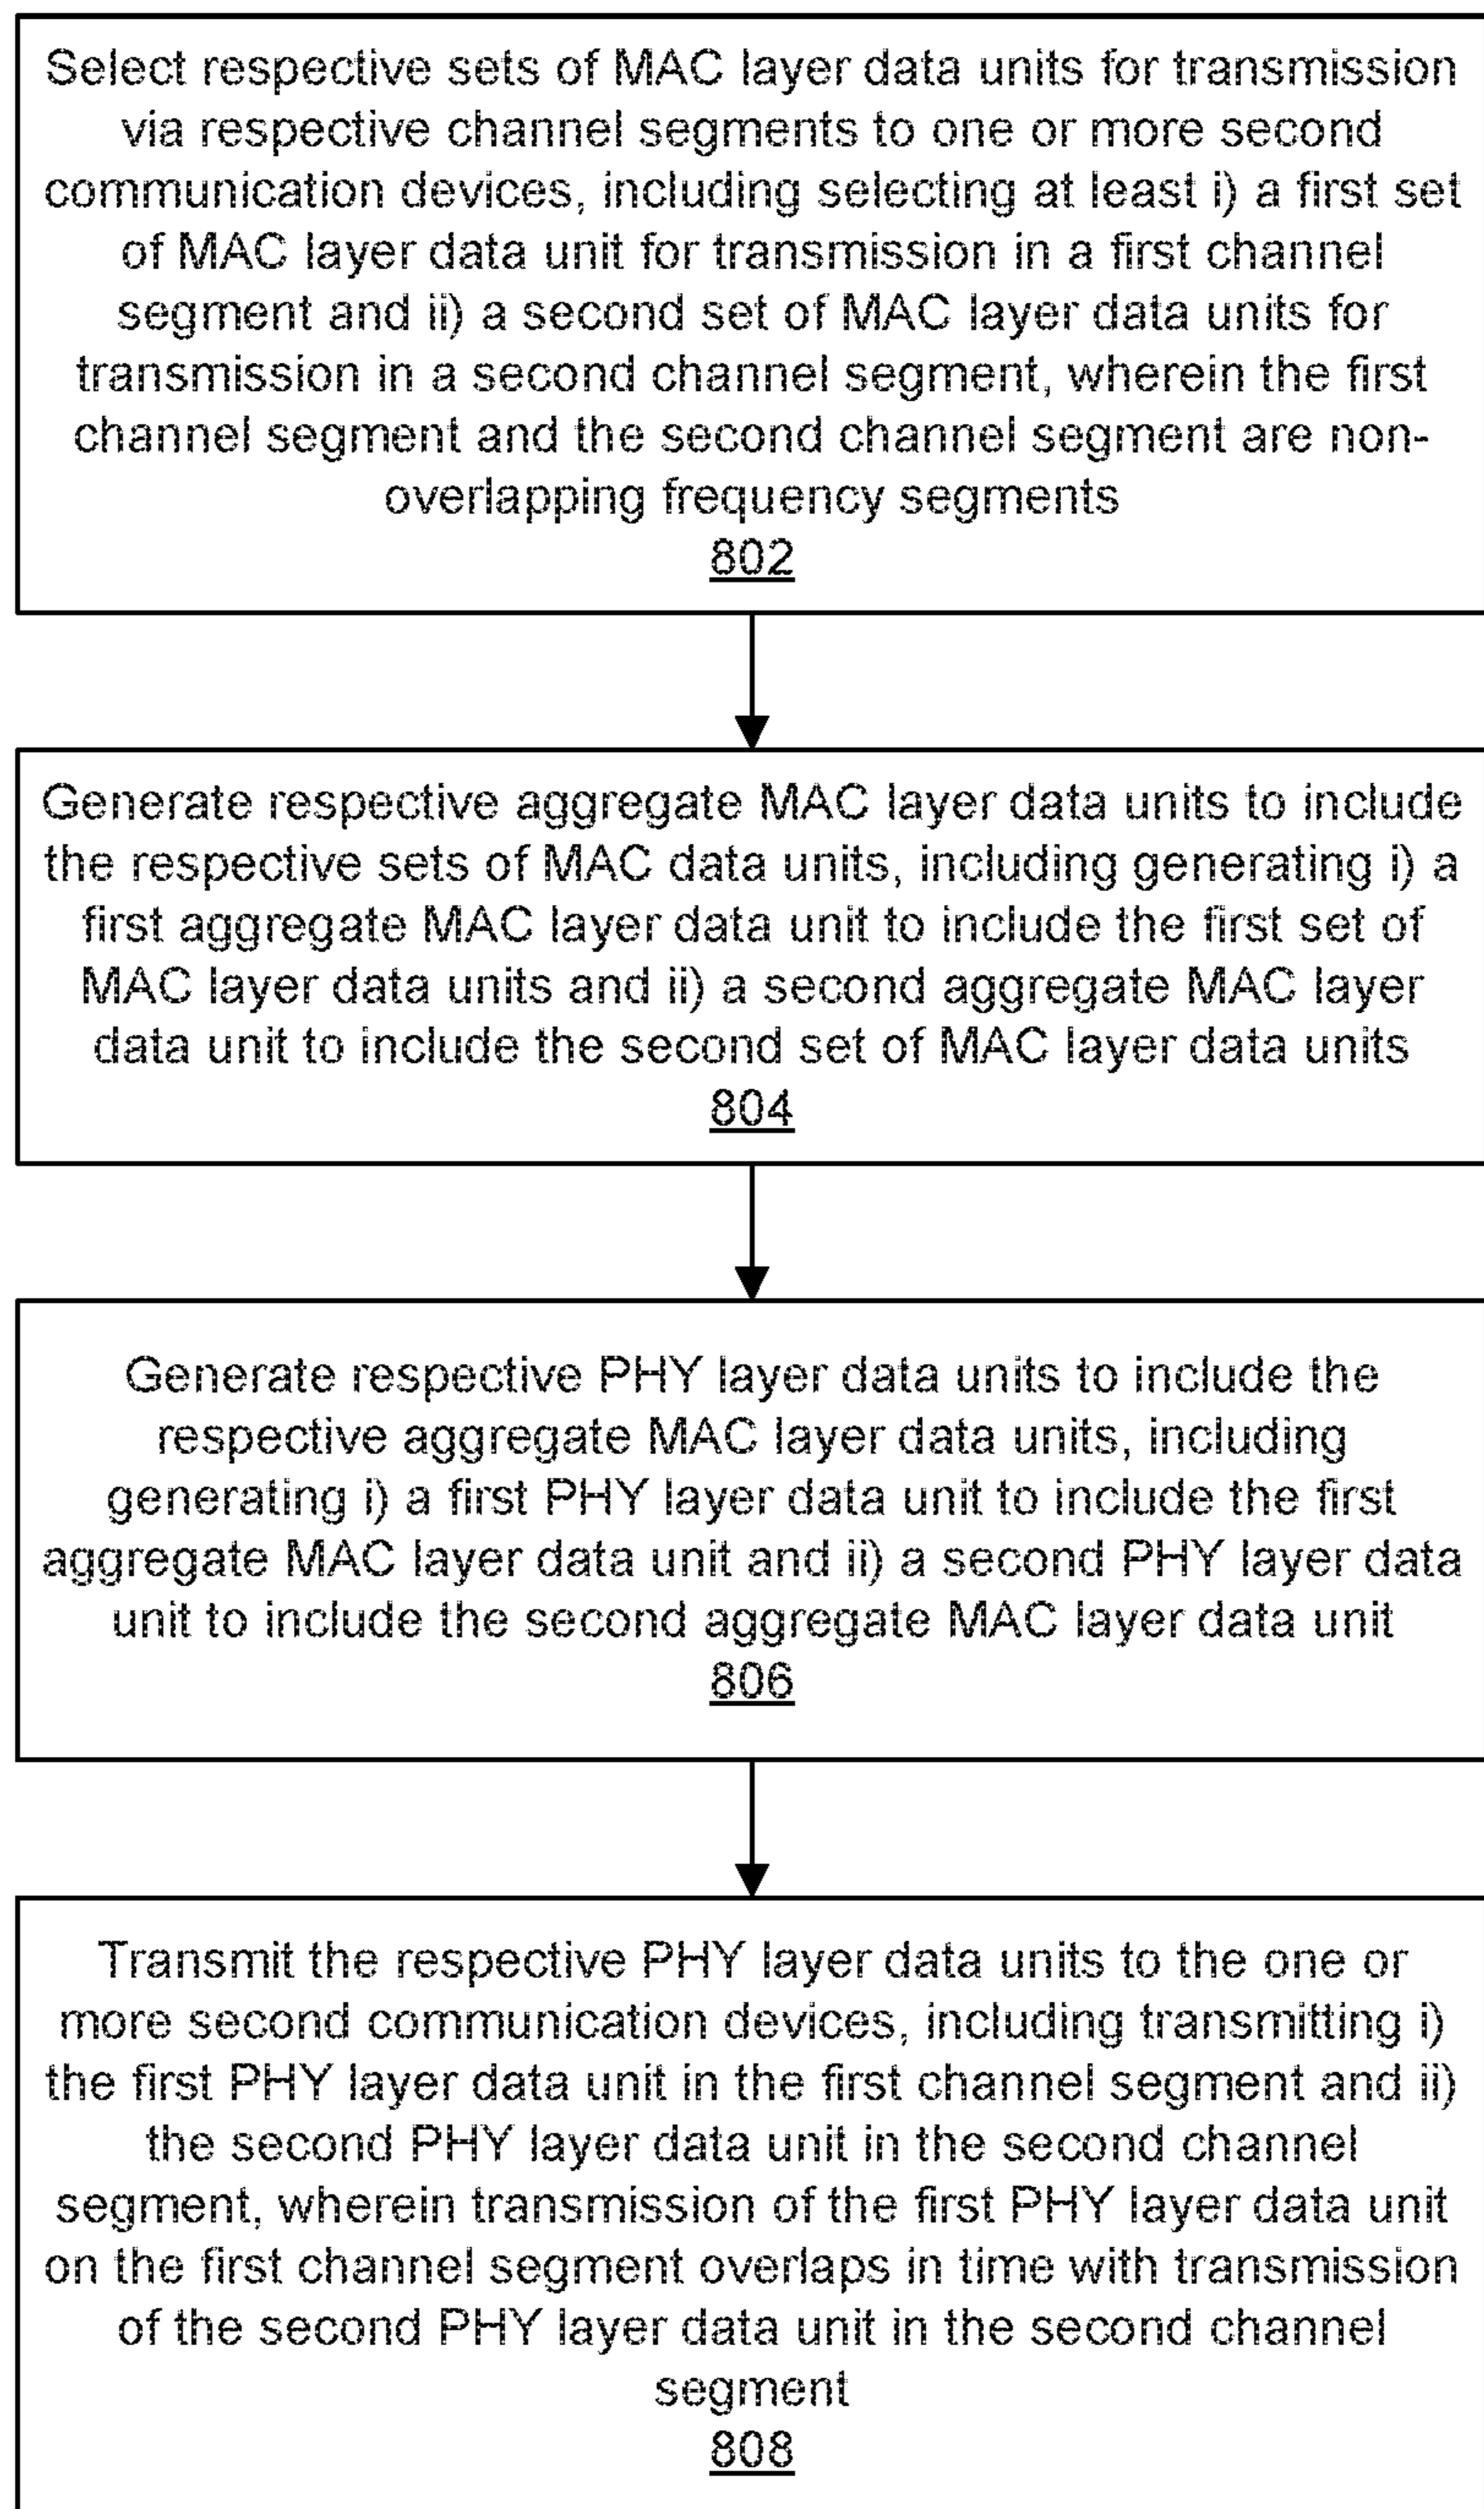 Select respective sets of MAC layer data units for transmission
via respective channel segments to one or more second
communication devices, including selecting at least i) a first set
of MAC layer data unit for transmission in a first channel
segment and ii) a second set of MAC layer data units for
transmission in a second channel segment, wherein the first
channel segment and the second channel segment are non-
overlapping frequency segments
802
Generate respective aggregate MAC layer data units to include
the respective sets of MAC data units, including generating i) a
first aggregate MAC layer data unit to include the first set of
MAC layer data units and ii) a second aggregate MAC layer
data unit to include the second set of MAC layer data units
804
Generate respective PHY layer data units to include the
respective aggregate MAC layer data units, including
generating i) a first PHY layer data unit to include the first
aggregate MAC layer data unit and ii) a second PHY layer data
unit to include the second aggregate MAC layer data unit
806
Transmit the respective PHY layer data units to the one or
more second communication devices, including transmitting i)
the first PHY layer data unit in the first channel segment and ii)
the second PHY layer data unit in the second channel
segment, wherein transmission of the first PHY layer data unit
on the first channel segment overlaps in time with transmission
of the second PHY layer data unit in the second channel
segment
808